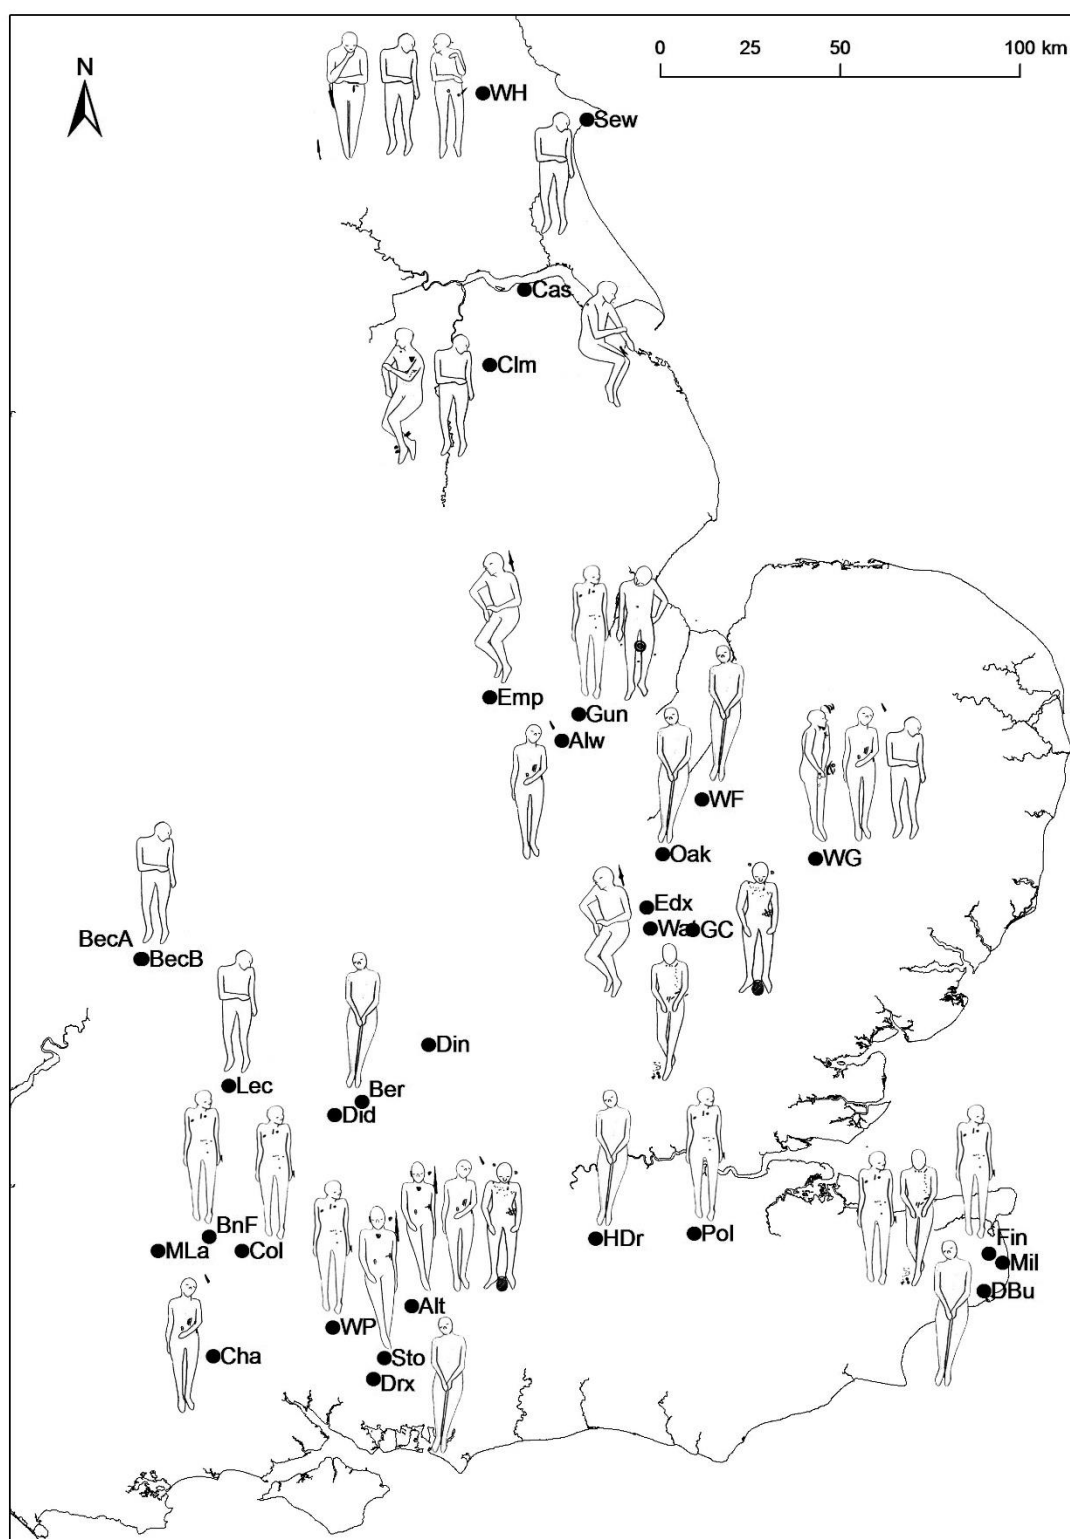 0 25 50 100 km
N
WH
Sew
Cas
Clm
Emp
Gun
Alw
WF
Oak
WG
Edx
Wat
GC
BecA
BecB
Din
Lec
Ber
Did
BnF
HDr
Pol
MLa
Col
Fin
Mil
DBu
Alt
WP
Cha
Sto
Drx